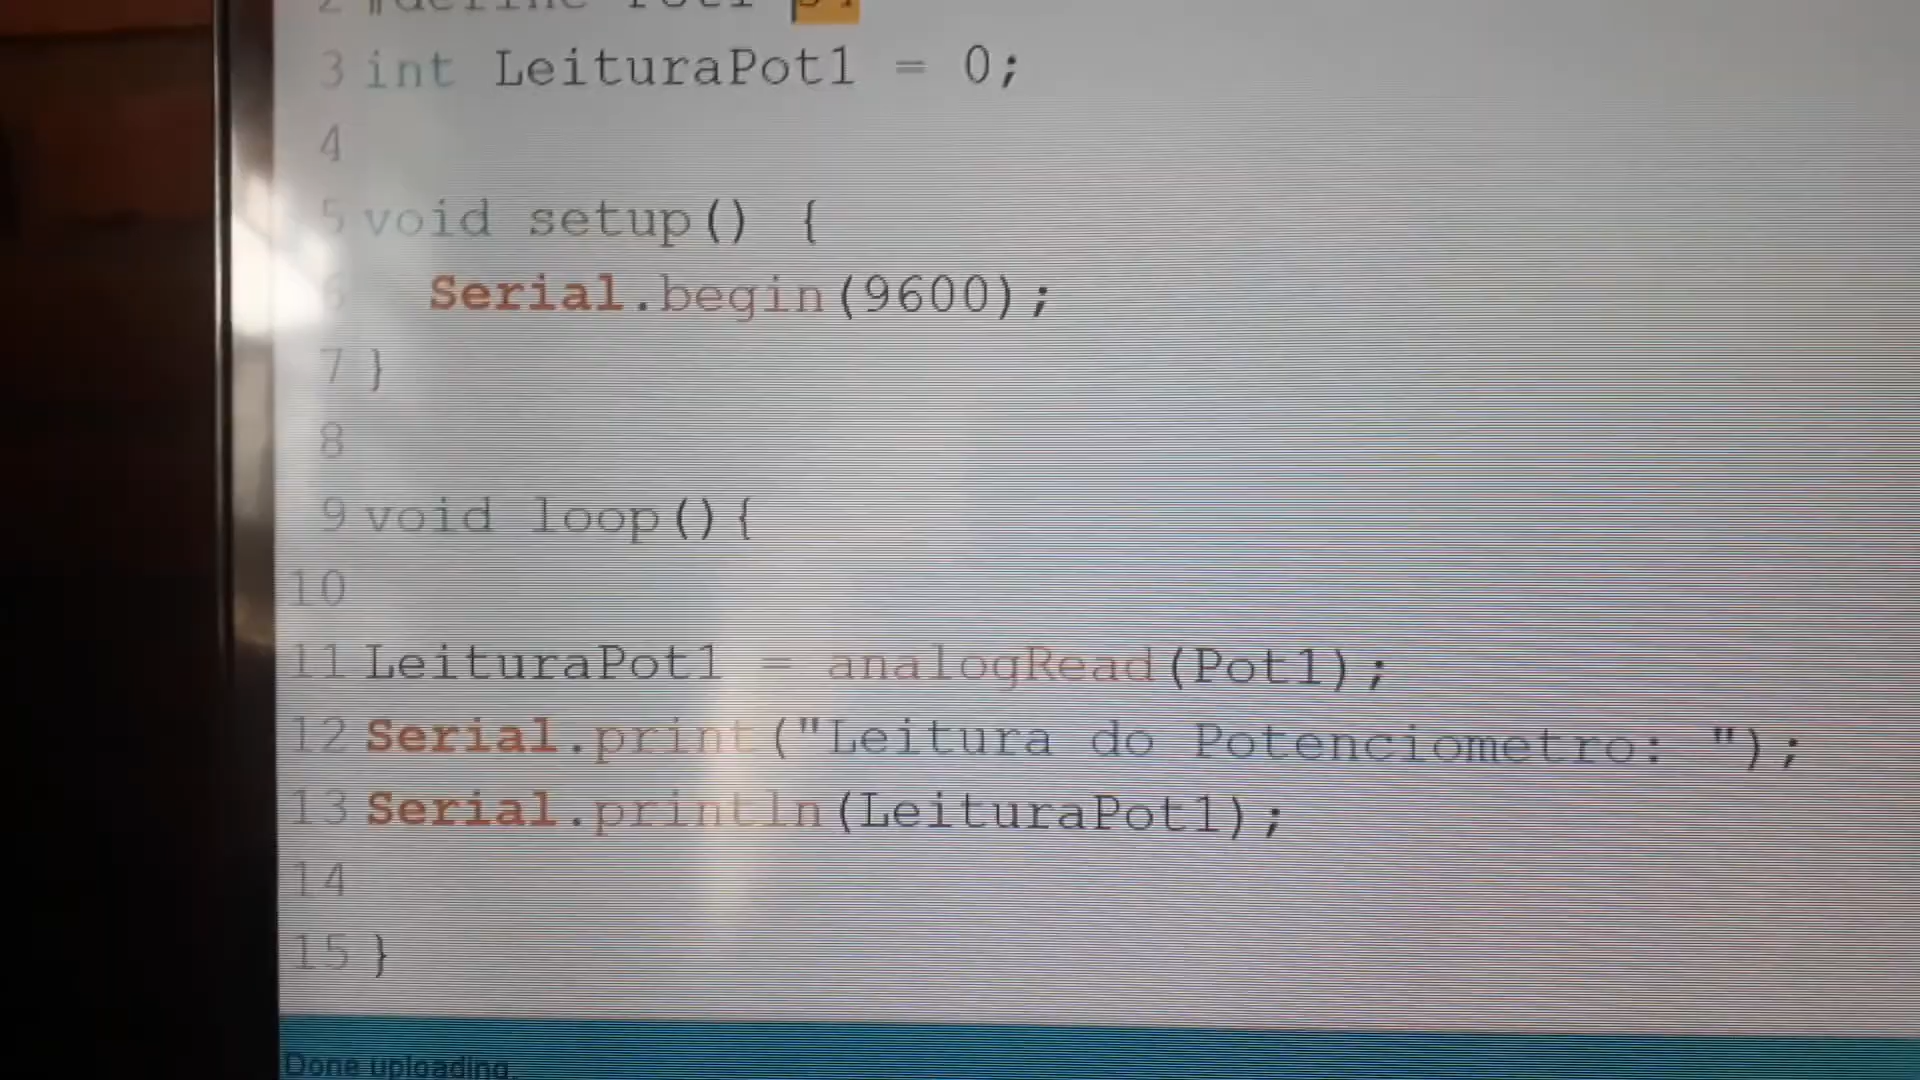 3 int LeituraPot1 = 0;
4
5 void setup() {
6 Serial.begin(9600);
7 }
8
9 void loop(){
10
11 LeituraPot1 = analogRead(Pot1);
12 Serial.print("Leitura do Potenciometro: ");
13 Serial.println(LeituraPot1);
14
15 }
Done uploading.